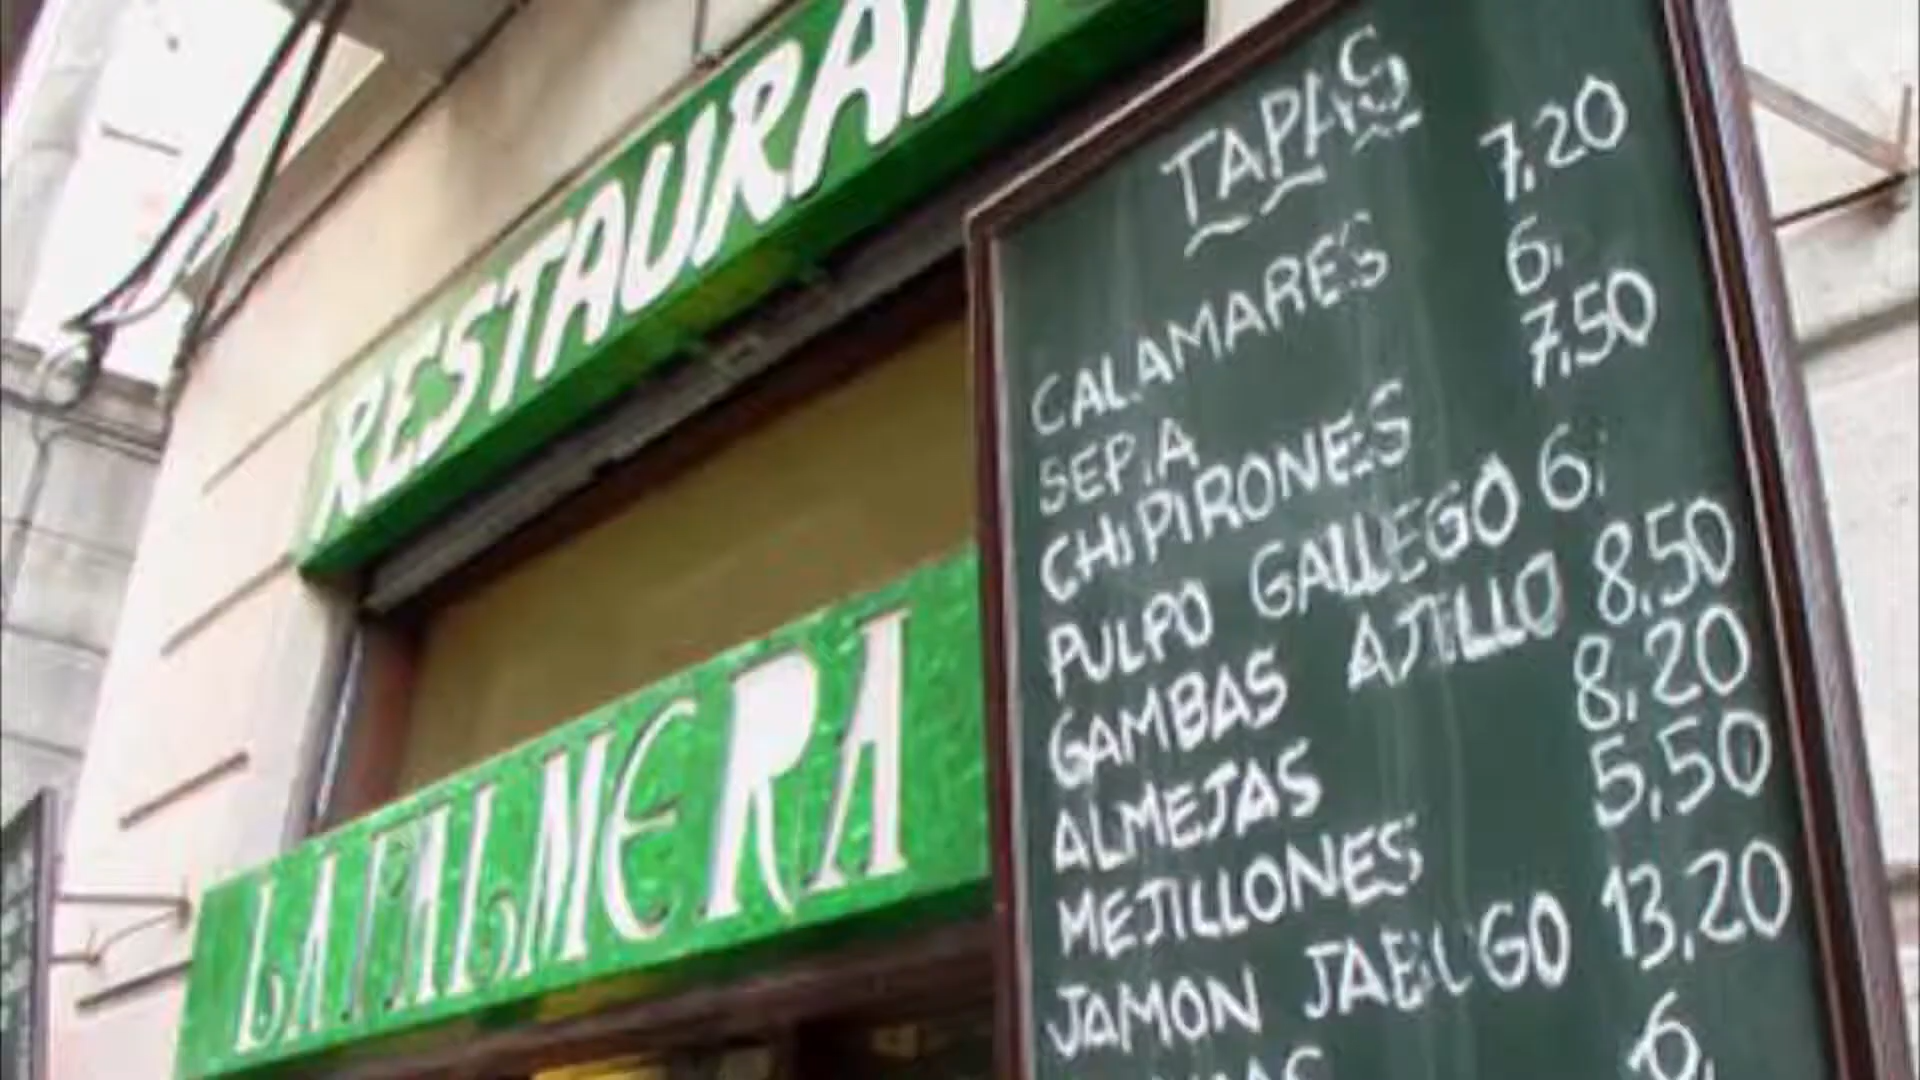 RESTAURAN
LA PALMERA
TAPAS
CALAMARES 7,20
SEPIA 6,
CHIPIRONES 7,50
PULPO GALLEGO 6,
GAMBAS AJILLO 8,50
ALMEJAS 8,20
MEJILLONES 5,50
JAMON JABUGO 13,20
6,